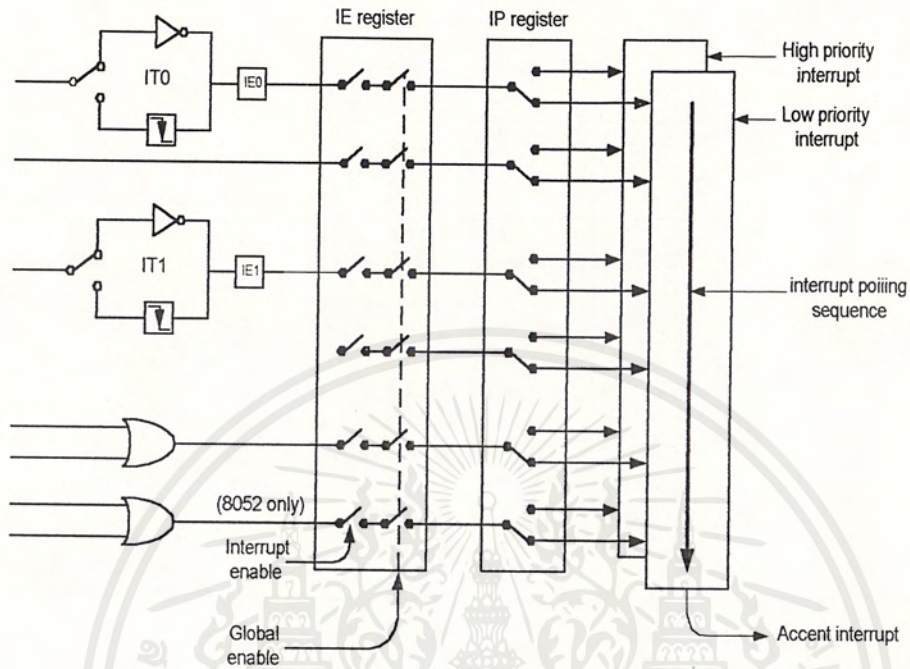 IE register
IP register
High priority
interrupt
IT0
IE0
Low priority
interrupt
IT1
IE1
interrupt poiiing
sequence
(8052 only)
Interrupt
enable
Global
enable
Accent interrupt